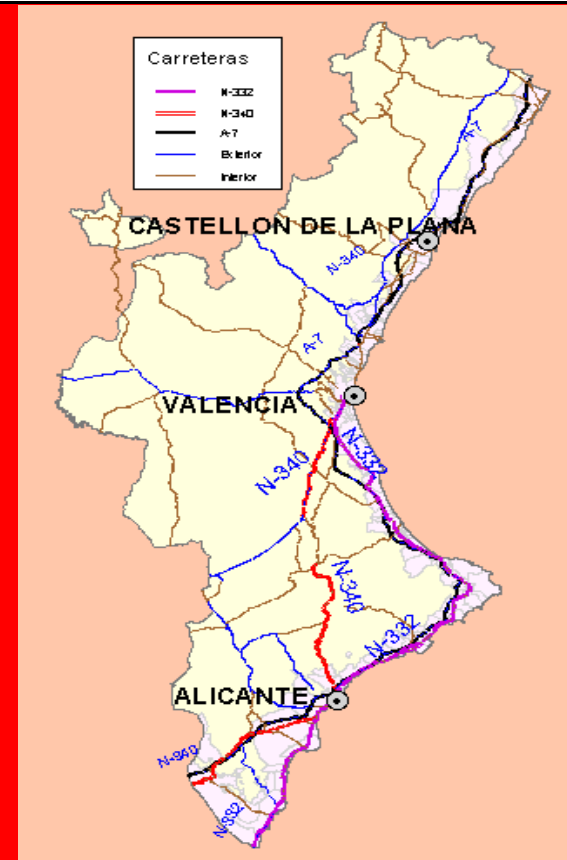 Carreteras
N-332
N-340
A-7
Exterior
Interior
A-7
CASTELLON DE LA PLANA
N-340
A-7
VALENCIA
N-332
N-340
N-340
N-332
ALICANTE
N-340
N-332